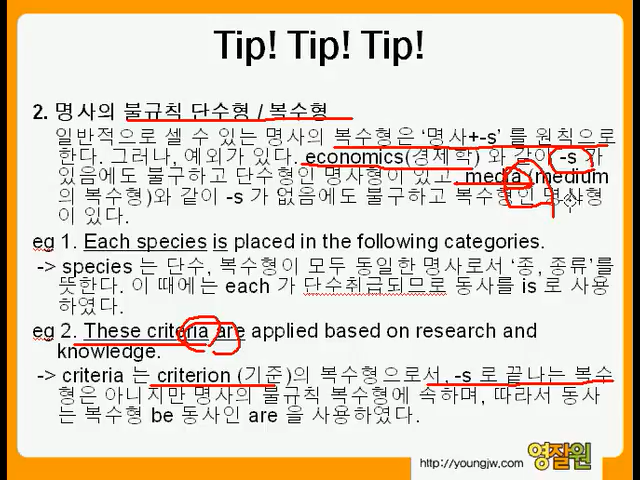 Tip! Tip! Tip!
2. 명사의 불규칙 단수형 / 복수형
일반적으로 셀 수 있는 명사의 복수형은 '명사+-s' 를 원칙으로
한다. 그러나, 예외가 있다. economics(경제학) 와 같이 -s 가
있음에도 불구하고 단수형인 명사형이 있고, media (medium
의 복수형)와 같이 -s 가 없음에도 불구하고 복수형인 명사형
이 있다.
eg 1. Each species is placed in the following categories.
-> species 는 단수, 복수형이 모두 동일한 명사로서 '종, 종류'를
뜻한다. 이 때에는 each 가 단수취급되므로 동사를 is 로 사용
하였다.
eg 2. These criteria are applied based on research and
knowledge.
-> criteria 는 criterion (기준)의 복수형으로서, -s 로 끝나는 복수
형은 아니지만 명사의 불규칙 복수형에 속하며, 따라서 동사
는 복수형 be 동사인 are 을 사용하였다.
http://youngjw.com 영잘원